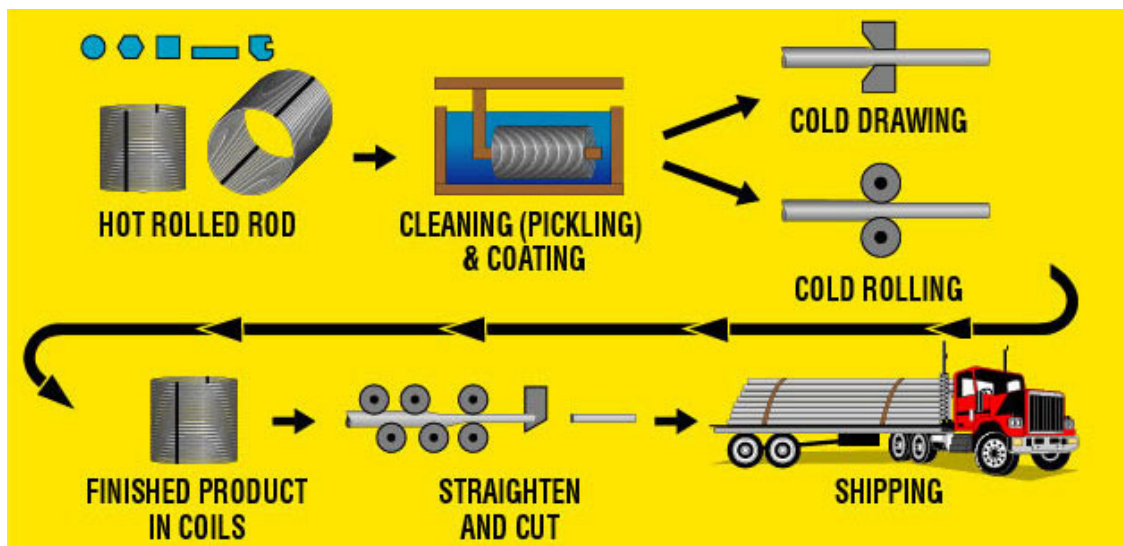 HOT ROLLED ROD
CLEANING (PICKLING)
& COATING
COLD DRAWING
COLD ROLLING
FINISHED PRODUCT
IN COILS
STRAIGHTEN
AND CUT
SHIPPING